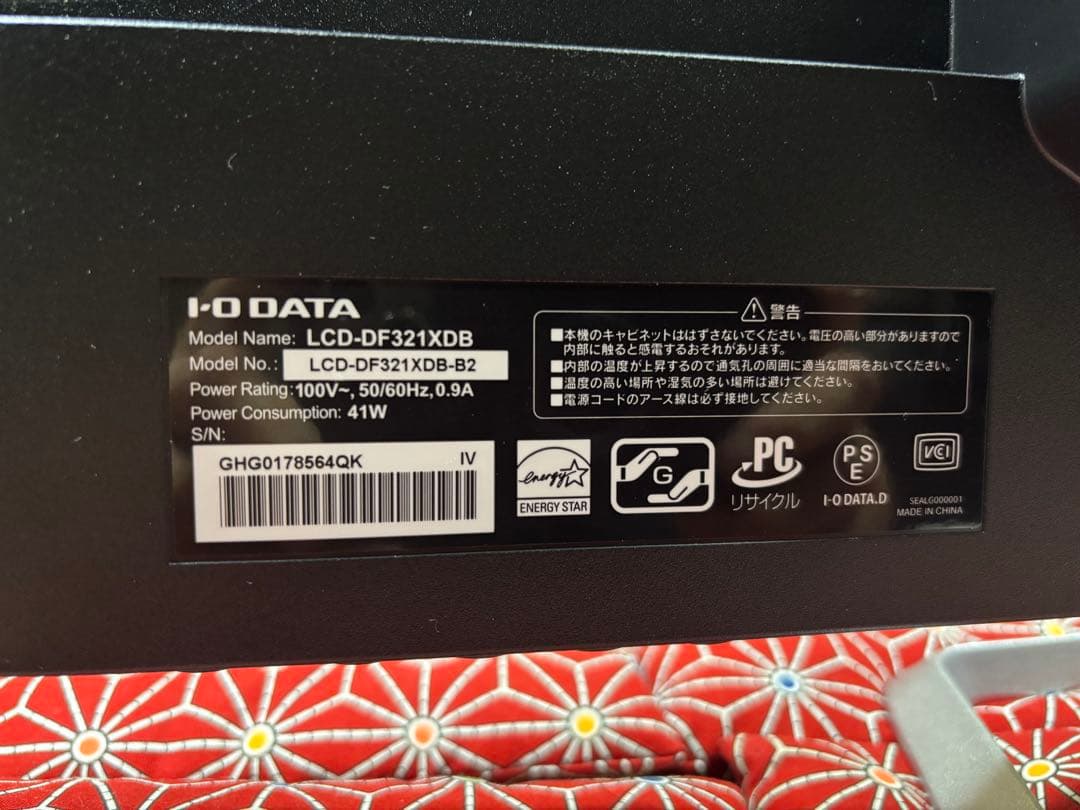 I-O DATA
Model Name: LCD-DF321XDB
Model No.: LCD-DF321XDB-B2
Power Rating: 100V~, 50/60Hz, 0.9A
Power Consumption: 41W
S/N:
GHG0178564QK IV
警告
■本機のキャビネットははずさないでください。電圧の高い部分がありますので
内部に触ると感電するおそれがあります。
■内部の温度が上昇するので通気孔の周囲に適当な間隔をおいてください。
■温度の高い場所や湿気の多い場所は避けてください。
■電源コードのアース線は必ず接地してください。
energy
ENERGY STAR
G
PC
リサイクル
PS
E
I-O DATA.D
VCI
SEALG000001
MADE IN CHINA